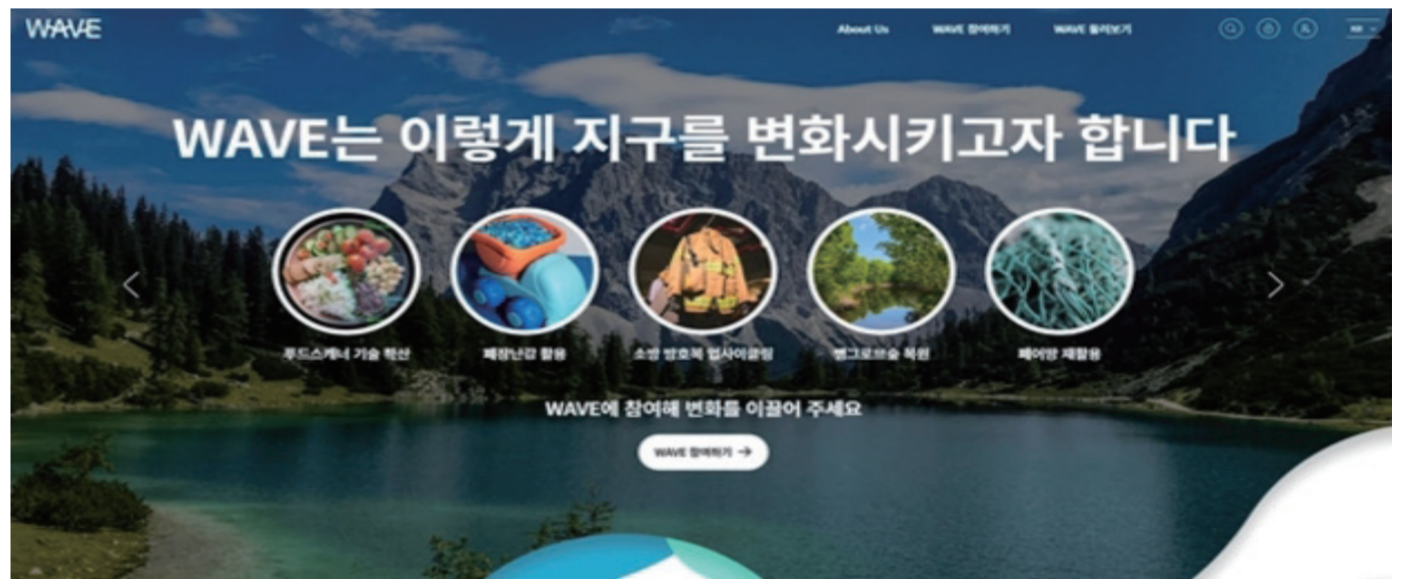 WAVE
About Us
WAVE 참여하기
WAVE 둘러보기
WAVE는 이렇게 지구를 변화시키고자 합니다
푸드스캐너 기술 확산
폐장난감 활용
소방 방호복 업사이클링
맹그로브숲 복원
폐어망 재활용
WAVE에 참여해 변화를 이끌어 주세요
WAVE 참여하기 →